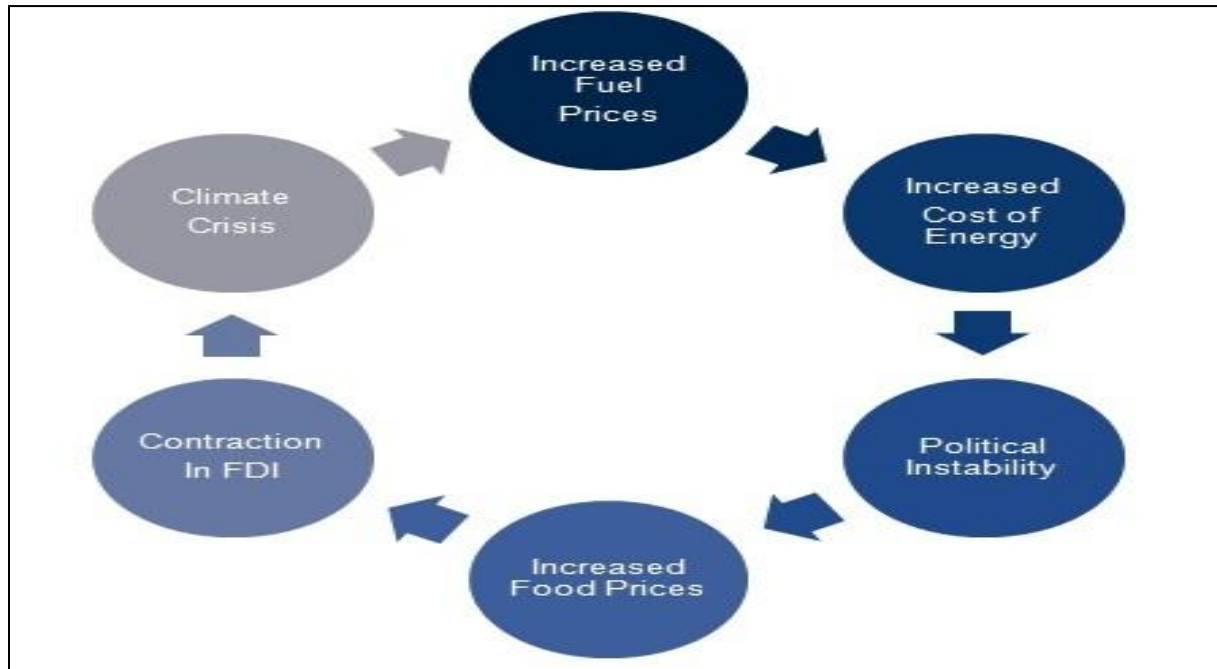 Increased
Fuel
Prices
Increased
Cost of
Energy
Political
Instability
Increased
Food Prices
Contraction
In FDI
Climate
Crisis